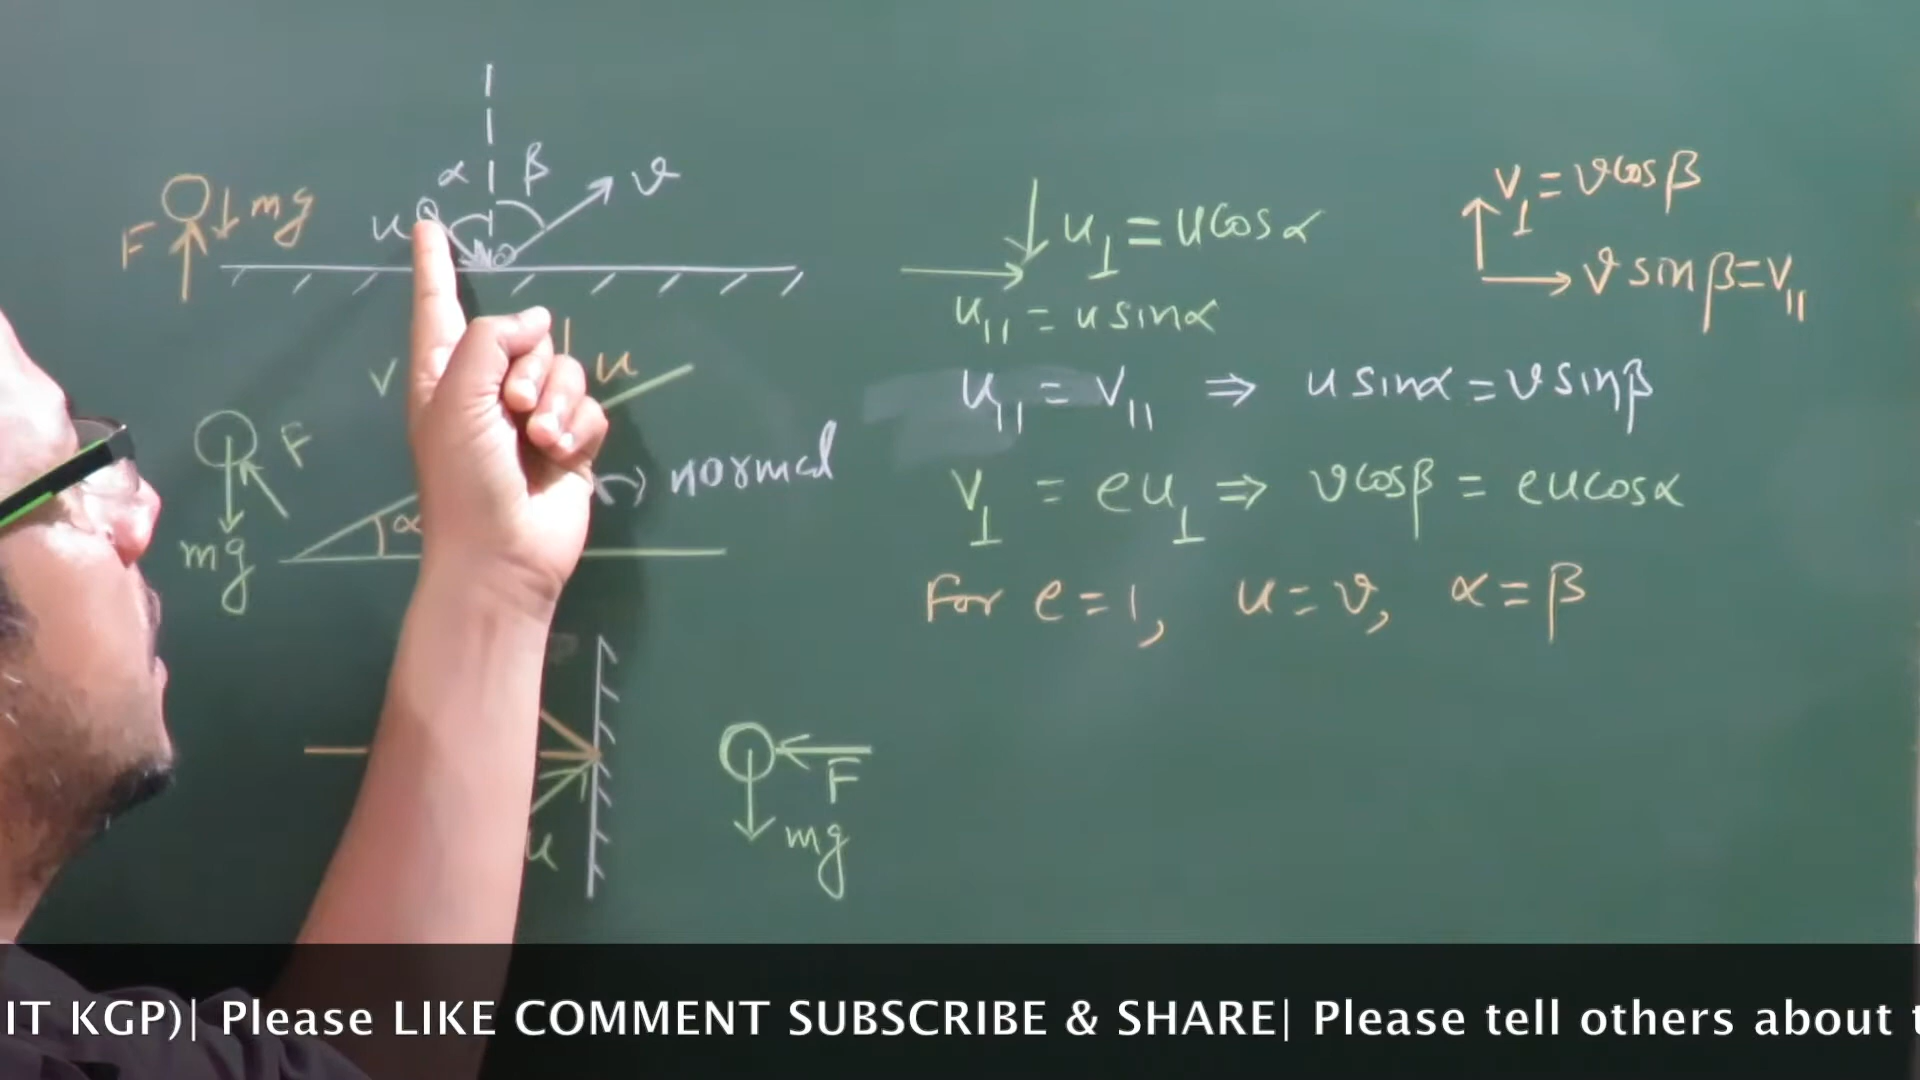 α β
u v
F mg
v u
F normal
mg α
u
F
mg
u⊥ = u cos α
u|| = u sin α
v⊥ = v cos β
v sin β = v||
u|| = v|| ⇒ u sin α = v sin β
v⊥ = e u⊥ ⇒ v cos β = e u cos α
For e = 1, u = v, α = β
IT KGP)| Please LIKE COMMENT SUBSCRIBE & SHARE| Please tell others about t